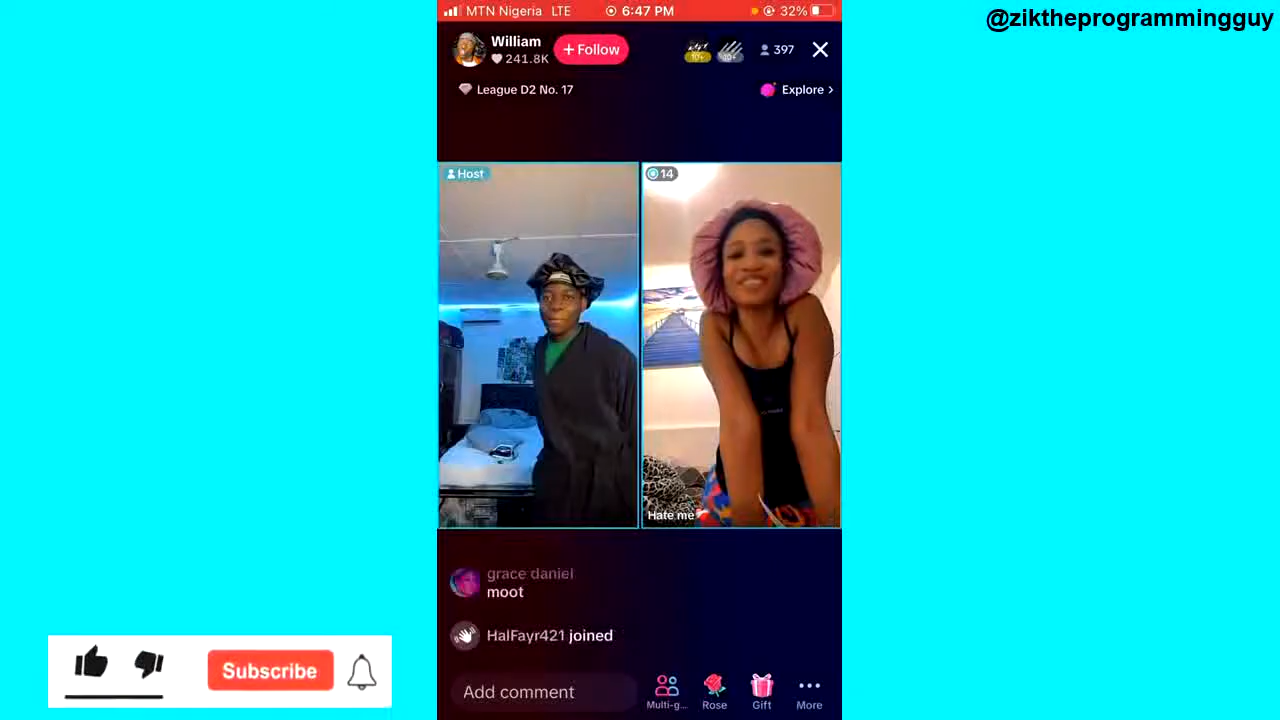 @ziktheprogrammingguy
MTN Nigeria LTE 6:47 PM 32%
William
241.8K
+ Follow
10+
397
League D2 No. 17
Explore >
Host
14
Hate me
grace daniel
moot
HalFayr421 joined
Add comment
Multi-g...
Rose
Gift
More
Subscribe